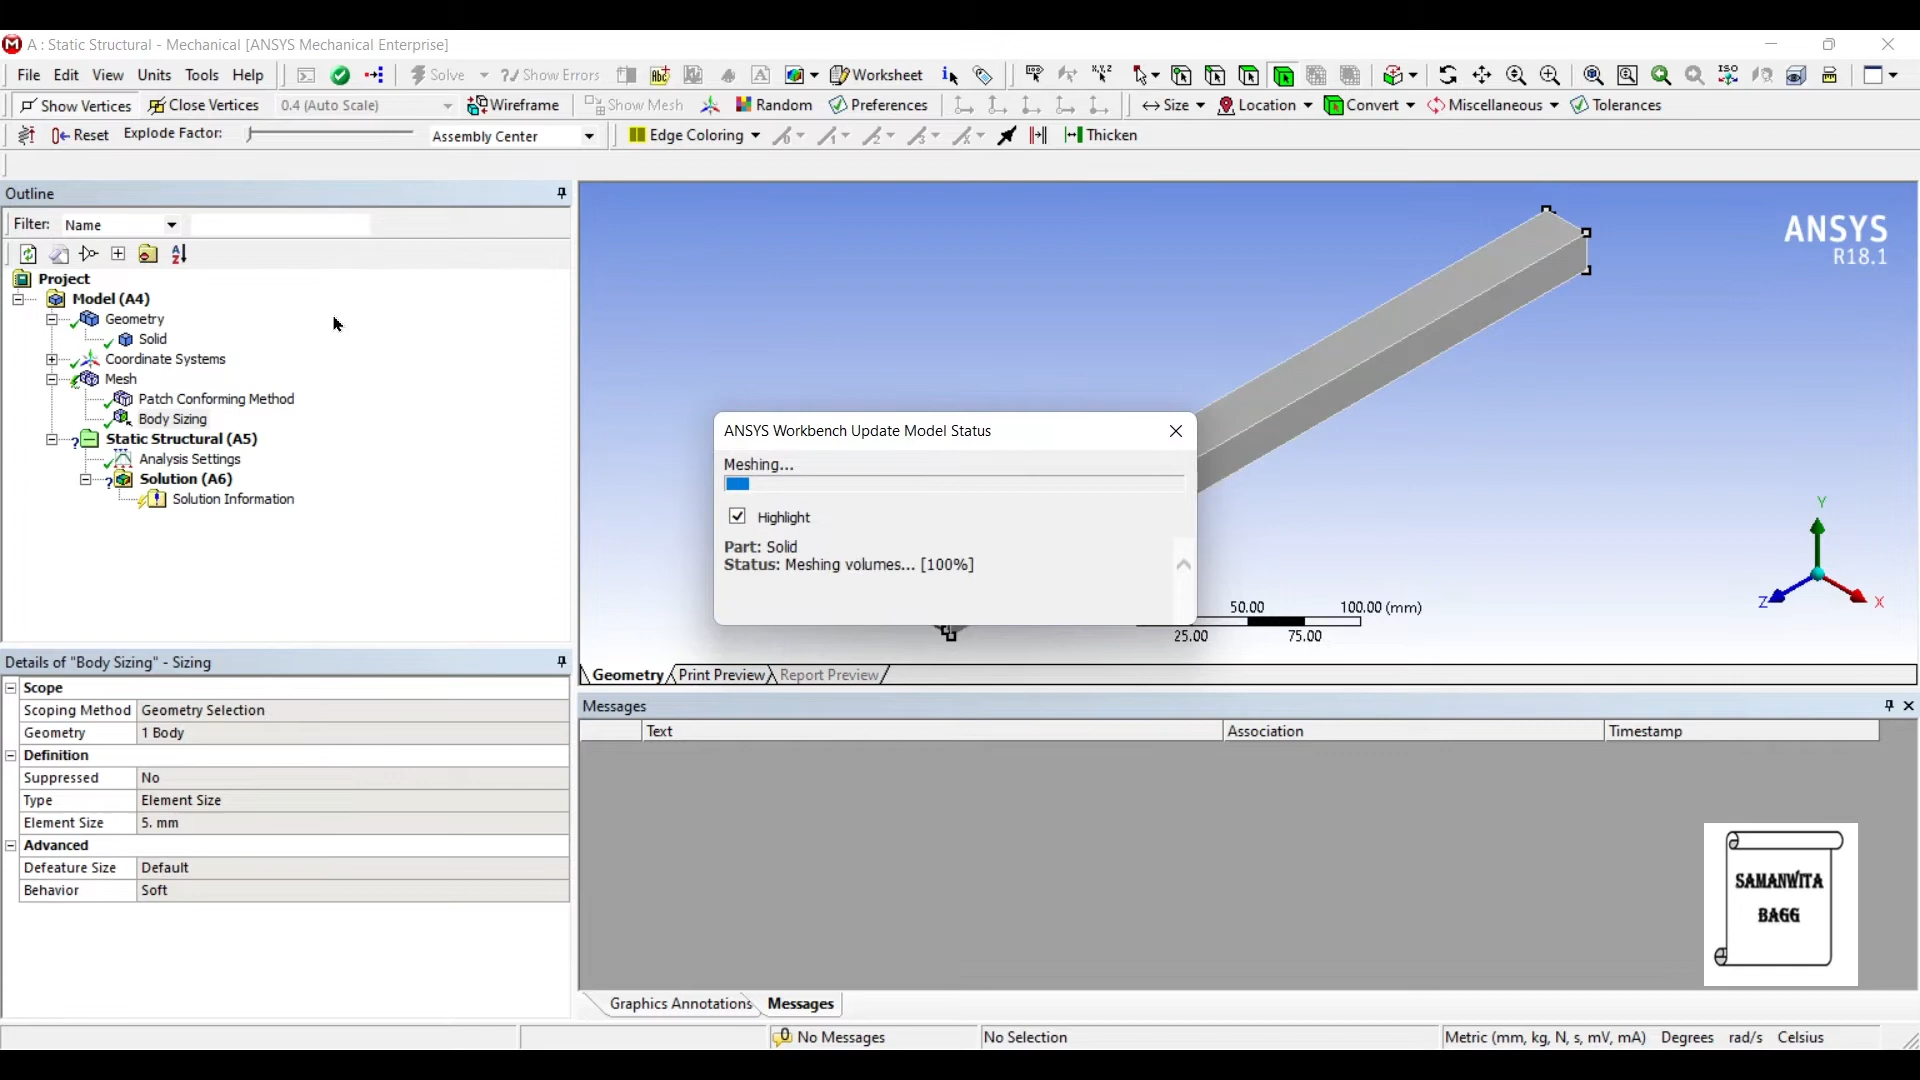 A : Static Structural - Mechanical [ANSYS Mechanical Enterprise]
File Edit View Units Tools Help Solve ?/ Show Errors Worksheet
Show Vertices Close Vertices 0.4 (Auto Scale) Wireframe Show Mesh Random Preferences Size Location Convert Miscellaneous Tolerances
Reset Explode Factor: Assembly Center Edge Coloring Thicken
Outline
Filter: Name
Project
Model (A4)
Geometry
Solid
Coordinate Systems
Mesh
Patch Conforming Method
Body Sizing
Static Structural (A5)
Analysis Settings
Solution (A6)
Solution Information
ANSYS
R18.1
ANSYS Workbench Update Model Status
Meshing...
Highlight
Part: Solid
Status: Meshing volumes... [100%]
Y
Z X
50.00 100.00 (mm)
25.00 75.00
Geometry Print Preview Report Preview
Details of "Body Sizing" - Sizing
Scope
Scoping Method Geometry Selection
Geometry 1 Body
Definition
Suppressed No
Type Element Size
Element Size 5. mm
Advanced
Defeature Size Default
Behavior Soft
Messages
Text Association Timestamp
SAMANWITA
BAGG
Graphics Annotations Messages
No Messages No Selection Metric (mm, kg, N, s, mV, mA) Degrees rad/s Celsius